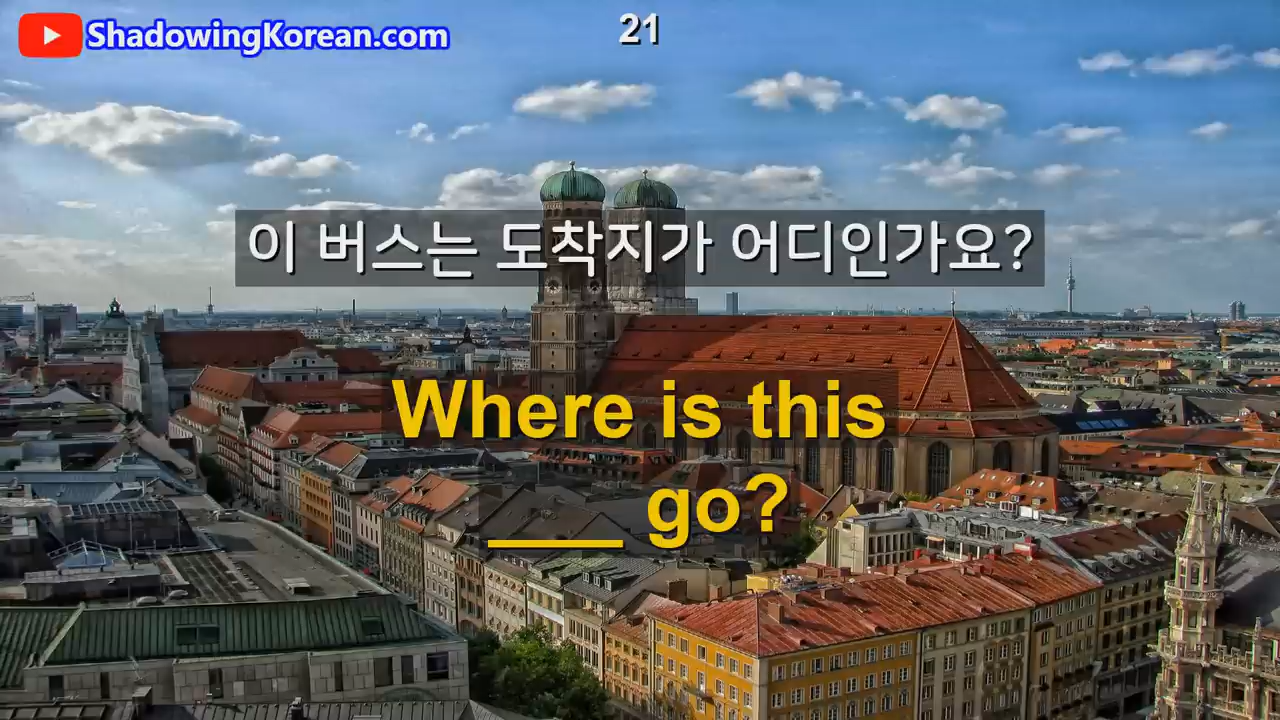 ShadowingKorean.com
21
이 버스는 도착지가 어디인가요?
Where is this
____ go?